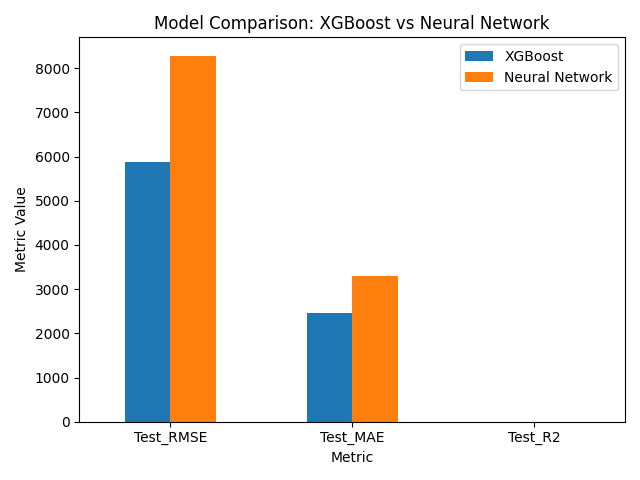 Model Comparison: XGBoost vs Neural Network
XGBoost
Neural Network
Metric Value
8000
7000
6000
5000
4000
3000
2000
1000
0
Test_RMSE
Test_MAE
Test_R2
Metric